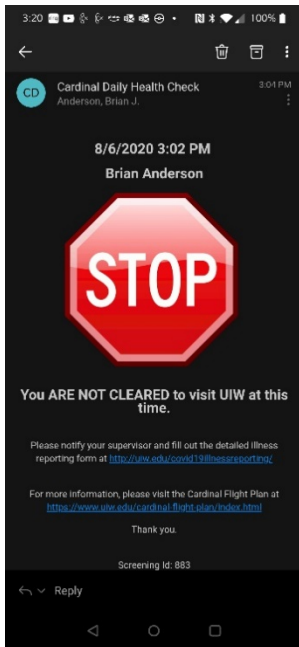 3:20
100%
CD
Cardinal Daily Health Check
3:04 PM
Anderson, Brian J.
8/6/2020 3:02 PM
Brian Anderson
STOP
You ARE NOT CLEARED to visit UIW at this
time.
Please notify your supervisor and fill out the detailed illness
reporting form at http://uiw.edu/covid19illnessreporting/
For more information, please visit the Cardinal Flight Plan at
https://www.uiw.edu/cardinal flight plan/index.html
Thank you.
Screening Id: 883
Reply